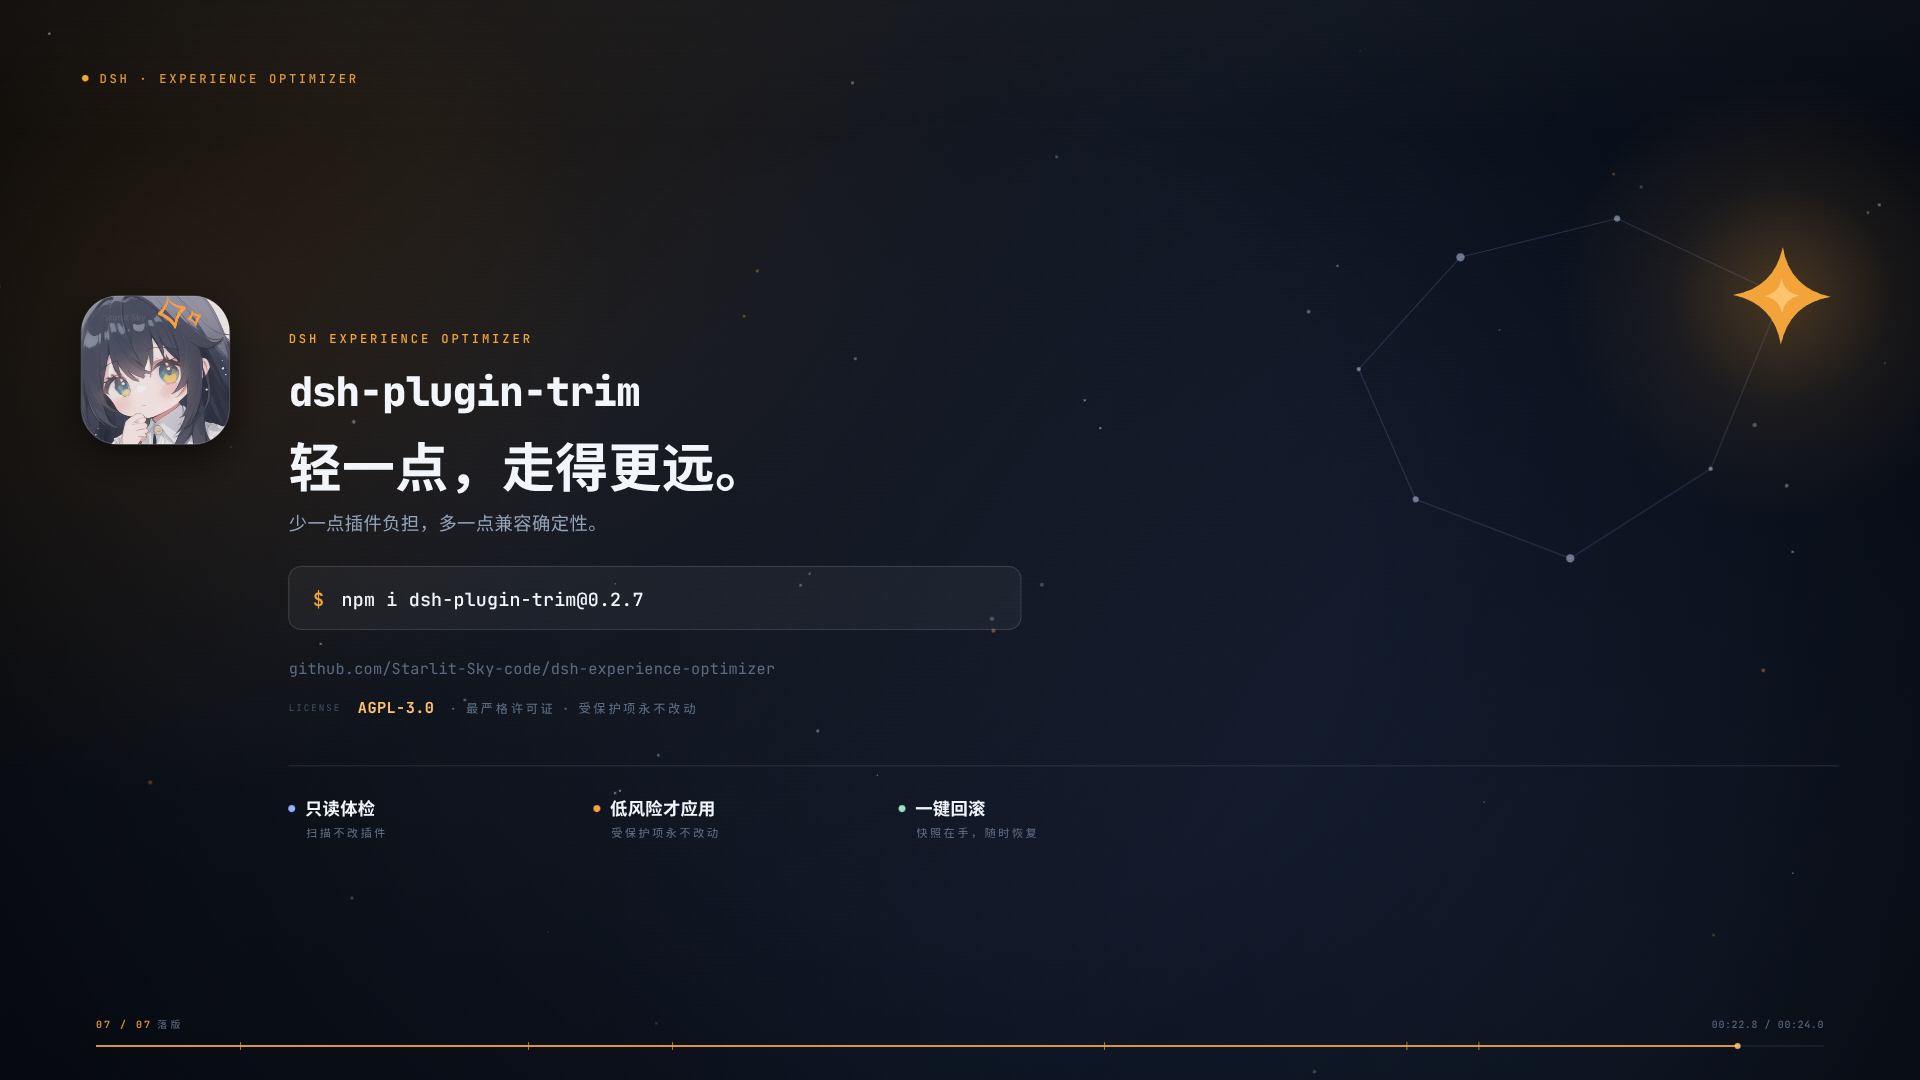 DSH · EXPERIENCE OPTIMIZER
DSH EXPERIENCE OPTIMIZER
dsh-plugin-trim
轻一点，走得更远。
少一点插件负担，多一点兼容确定性。
$ npm i dsh-plugin-trim@0.2.7
github.com/Starlit-Sky-code/dsh-experience-optimizer
LICENSE AGPL-3.0 · 最严格许可证 · 受保护项永不改动
只读体检
扫描不改插件
低风险才应用
受保护项永不改动
一键回滚
快照在手，随时恢复
07 / 07 落版
00:22.8 / 00:24.0